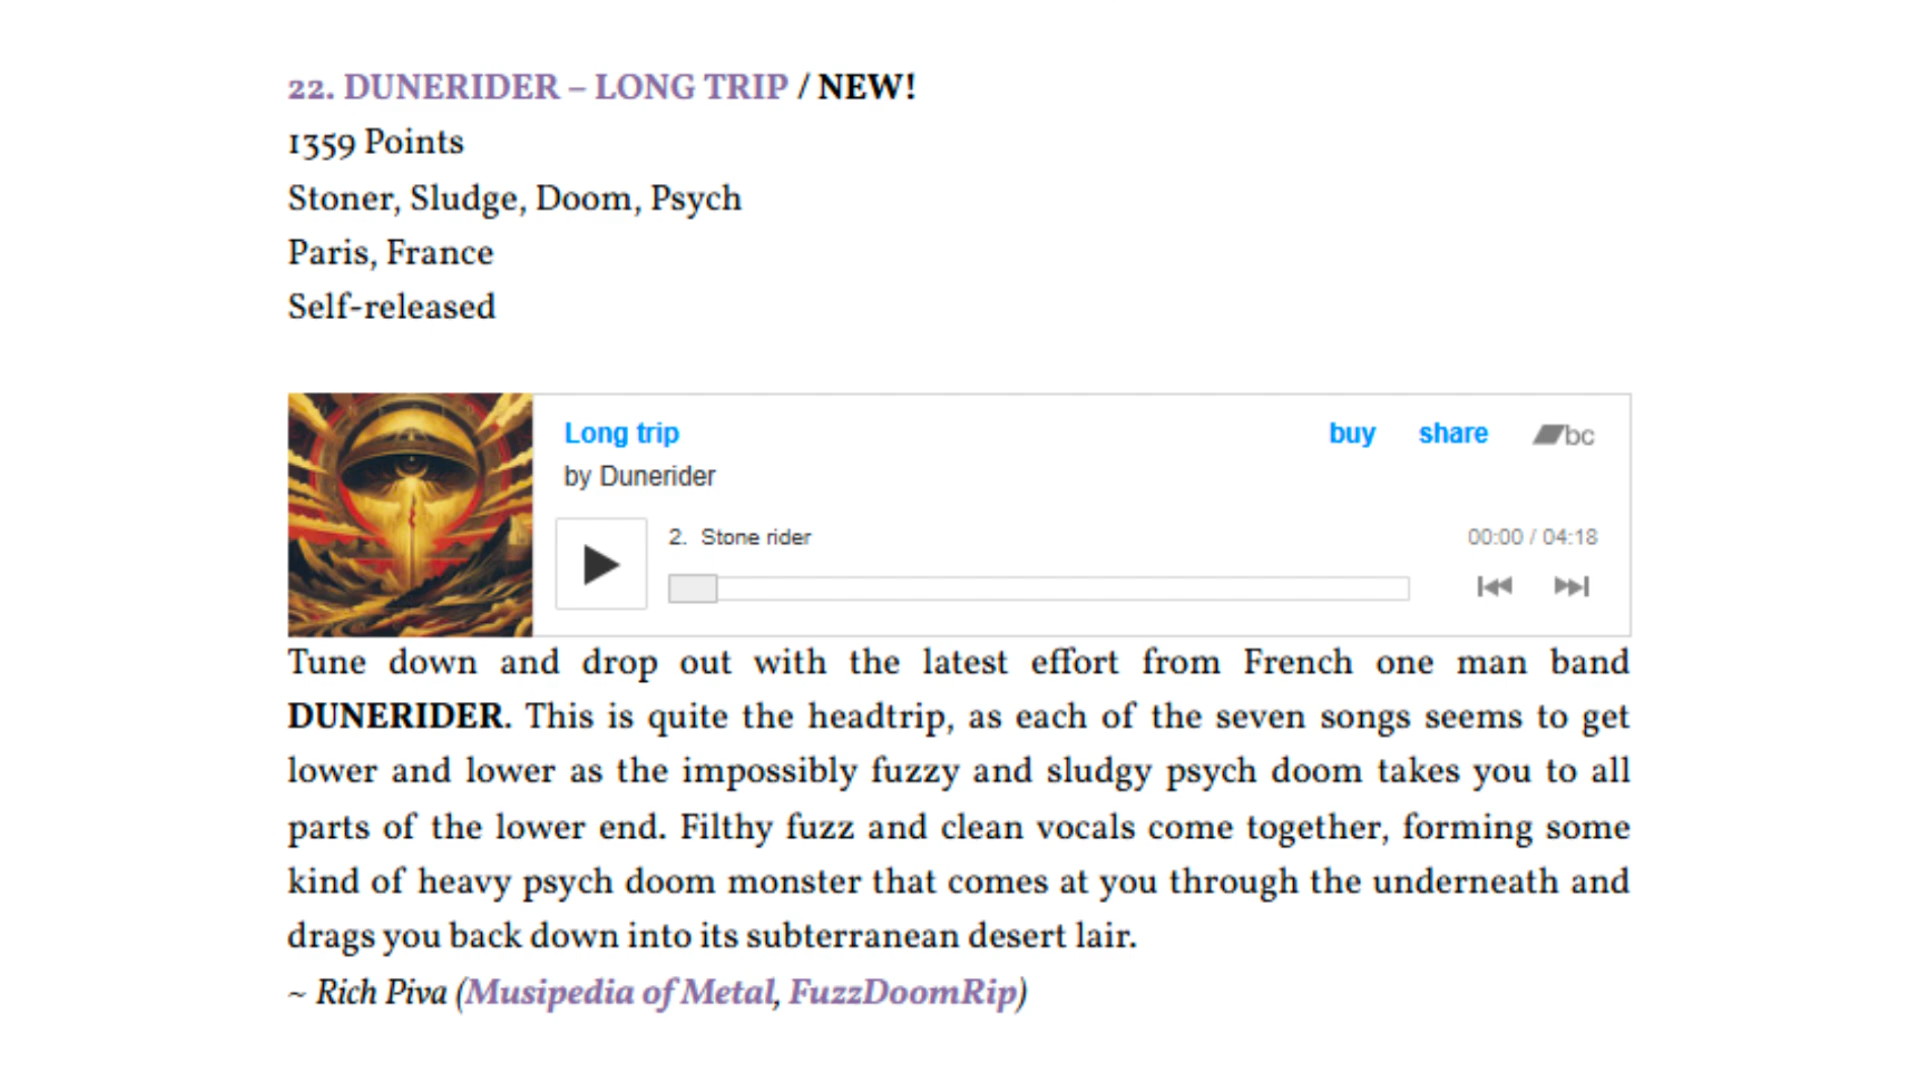 22. DUNERIDER – LONG TRIP / NEW!
1359 Points
Stoner, Sludge, Doom, Psych
Paris, France
Self-released
Long trip
buy share bc
by Dunerider
2. Stone rider
00:00 / 04:18
Tune down and drop out with the latest effort from French one man band
DUNERIDER. This is quite the headtrip, as each of the seven songs seems to get
lower and lower as the impossibly fuzzy and sludgy psych doom takes you to all
parts of the lower end. Filthy fuzz and clean vocals come together, forming some
kind of heavy psych doom monster that comes at you through the underneath and
drags you back down into its subterranean desert lair.
~ Rich Piva (Musipedia of Metal, FuzzDoomRip)